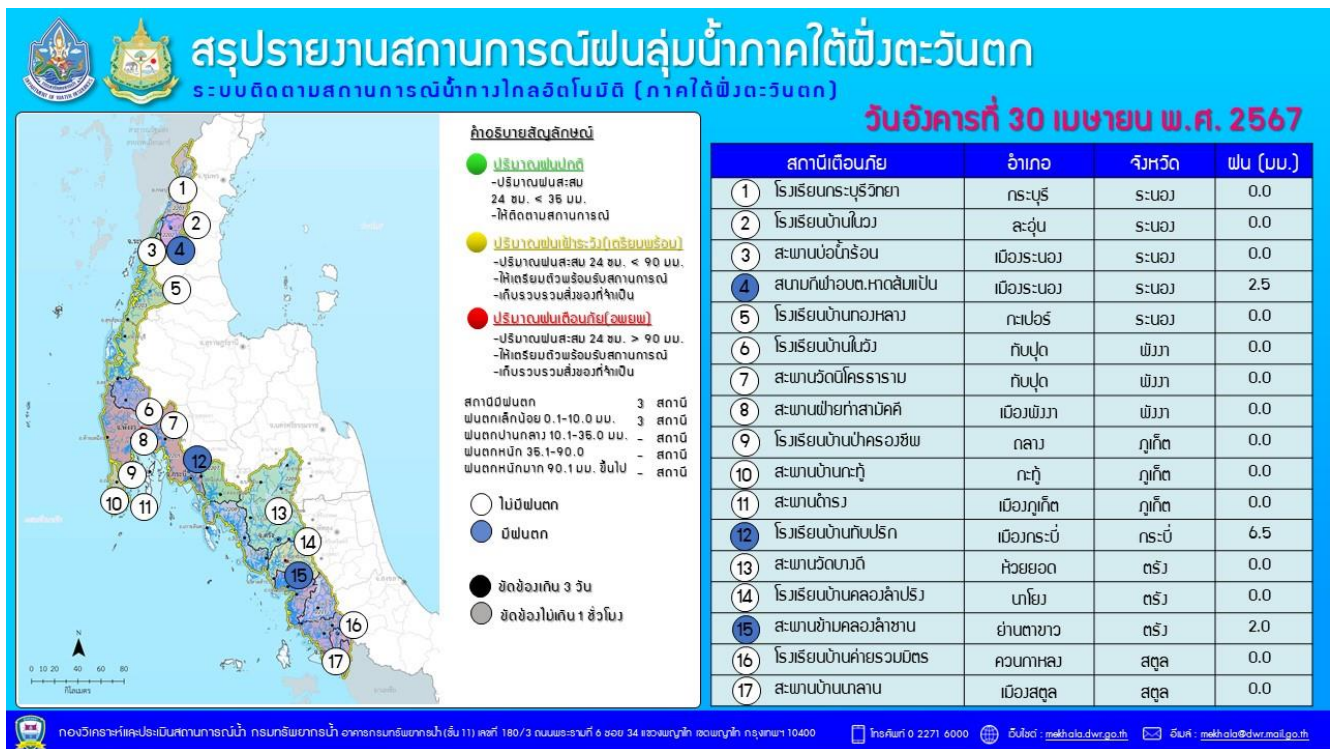 สรุปรายงานสถานการณ์ฝนลุ่มน้ำภาคใต้ฝั่งตะวันตก
ระบบติดตามสถานการณ์น้ำทางไกลอัตโนมัติ (ภาคใต้ฝั่งตะวันตก)
วันอังคารที่ 30 เมษายน พ.ศ. 2567
คำอธิบายสัญลักษณ์
ปริมาณฝนปกติ
-ปริมาณฝนสะสม
24 ชม. < 35 มม.
-ให้ติดตามสถานการณ์
ปริมาณฝนเฝ้าระวัง(เตรียมพร้อม)
-ปริมาณฝนสะสม 24 ชม. < 90 มม.
-ให้เตรียมตัวพร้อมรับสถานการณ์
-เก็บรวบรวมสิ่งของที่จำเป็น
ปริมาณฝนเตือนภัย(อพยพ)
-ปริมาณฝนสะสม 24 ชม. > 90 มม.
-ให้เตรียมตัวพร้อมรับสถานการณ์
-เก็บรวบรวมสิ่งของที่จำเป็น
สถานีมีฝนตก 3 สถานี
ฝนตกเล็กน้อย 0.1-10.0 มม. 3 สถานี
ฝนตกปานกลาง 10.1-35.0 มม. - สถานี
ฝนตกหนัก 35.1-90.0 - สถานี
ฝนตกหนักมาก 90.1 มม. ขึ้นไป - สถานี
ไม่มีฝนตก
มีฝนตก
ขัดข้องเกิน 3 วัน
ขัดข้องไม่เกิน 1 ชั่วโมง
1
2
3 4
5
6
7
8
12
9
10 11
13
14
15
16
17
N
0 10 20 40 60 80
กิโลเมตร
สถานีเตือนภัย อำเภอ จังหวัด ฝน (มม.)
1 โรงเรียนกระบุรีวิทยา กระบุรี ระนอง 0.0
2 โรงเรียนบ้านในวง ละอุ่น ระนอง 0.0
3 สะพานบ่อน้ำร้อน เมืองระนอง ระนอง 0.0
4 สนามกีฬาอบต.หาดส้มแป้น เมืองระนอง ระนอง 2.5
5 โรงเรียนบ้านทองหลาง กะเปอร์ ระนอง 0.0
6 โรงเรียนบ้านในวัง ทับปุด พังงา 0.0
7 สะพานวัดนิโครธาราม ทับปุด พังงา 0.0
8 สะพานฝ่ายท่าสามัคคี เมืองพังงา พังงา 0.0
9 โรงเรียนบ้านป่าครองชีพ ถลาง ภูเก็ต 0.0
10 สะพานบ้านกะทู้ กะทู้ ภูเก็ต 0.0
11 สะพานดำรง เมืองภูเก็ต ภูเก็ต 0.0
12 โรงเรียนบ้านทับปริก เมืองกระบี่ กระบี่ 6.5
13 สะพานวัดบางดี ห้วยยอด ตรัง 0.0
14 โรงเรียนบ้านคลองลำปริง นาโยง ตรัง 0.0
15 สะพานข้ามคลองลำชาน ย่านตาขาว ตรัง 2.0
16 โรงเรียนบ้านค่ายรวมมิตร ควนกาหลง สตูล 0.0
17 สะพานบ้านนาลาน เมืองสตูล สตูล 0.0
กองวิเคราะห์และประเมินสถานการณ์น้ำ กรมทรัพยากรน้ำ อาคารกรมทรัพยากรน้ำ (ชั้น 11) เลขที่ 180/3 ถนนพระรามที่ 6 ซอย 34 แขวงพญาไท เขตพญาไท กรุงเทพฯ 10400 โทรศัพท์ 0 2271 6000 เว็บไซต์ : mekhala.dwr.go.th อีเมล์ : mekhala@dwr.mail.go.th